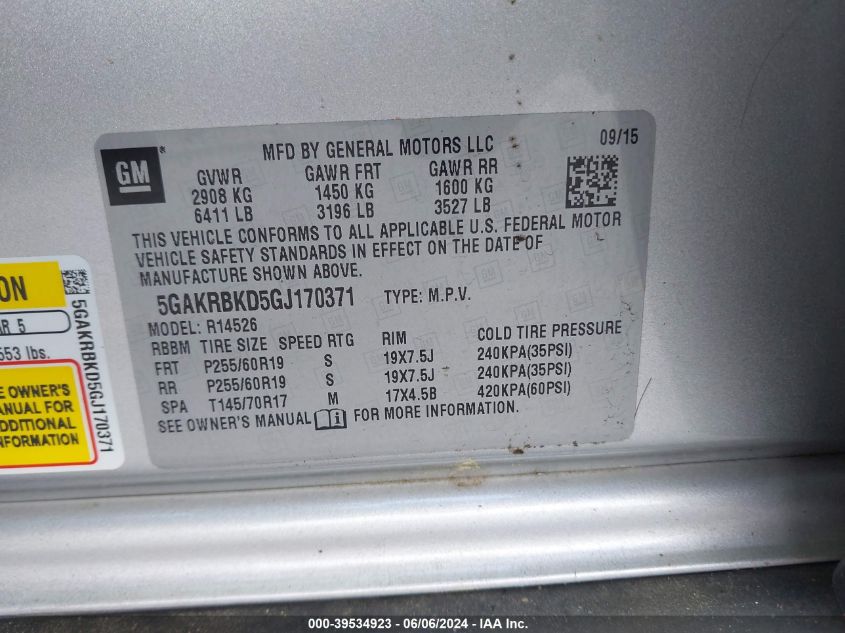 GM
MFD BY GENERAL MOTORS LLC
09/15
GVWR GAWR FRT GAWR RR
2908 KG 1450 KG 1600 KG
6411 LB 3196 LB 3527 LB
THIS VEHICLE CONFORMS TO ALL APPLICABLE U.S. FEDERAL MOTOR
VEHICLE SAFETY STANDARDS IN EFFECT ON THE DATE OF
MANUFACTURE SHOWN ABOVE.
5GAKRBKD5GJ170371 TYPE: M.P.V.
MODEL: R14526
RBBM TIRE SIZE SPEED RTG RIM COLD TIRE PRESSURE
FRT P255/60R19 S 19X7.5J 240KPA(35PSI)
RR P255/60R19 S 19X7.5J 240KPA(35PSI)
SPA T145/70R17 M 17X4.5B 420KPA(60PSI)
SEE OWNER'S MANUAL FOR MORE INFORMATION.
5GAKRBKD5GJ170371
5
lbs.
OWNER'S
FOR
INFORMATION
000-39534923 - 06/06/2024 - IAA Inc.